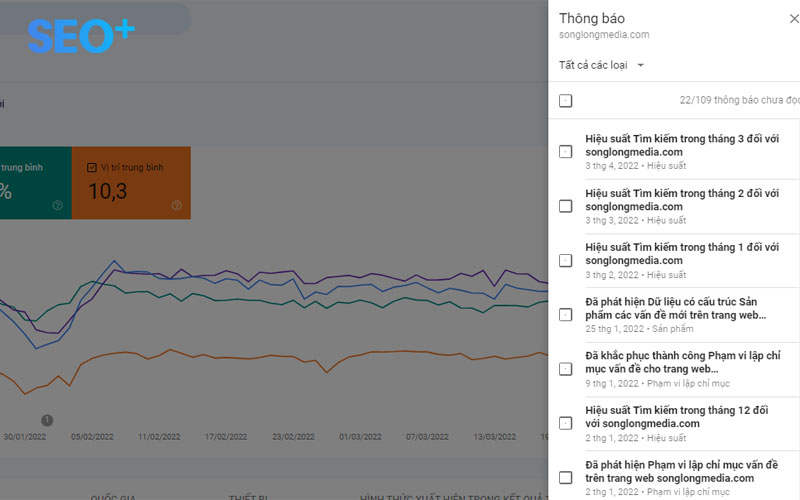 SEO+
Thông báo
songlongmedia.com
Tất cả các loại
22/109 thông báo chưa đọc
Hiệu suất Tìm kiếm trong tháng 3 đối với
songlongmedia.com
3 thg 4, 2022 • Hiệu suất
Hiệu suất Tìm kiếm trong tháng 2 đối với
songlongmedia.com
3 thg 3, 2022 • Hiệu suất
Hiệu suất Tìm kiếm trong tháng 1 đối với
songlongmedia.com
3 thg 2, 2022 • Hiệu suất
Đã phát hiện Dữ liệu có cấu trúc Sản
phẩm các vấn đề mới trên trang web...
25 thg 1, 2022 • Sản phẩm
Đã khắc phục thành công Phạm vi lập chỉ
mục vấn đề cho trang web...
9 thg 1, 2022 • Phạm vi lập chỉ mục
Hiệu suất Tìm kiếm trong tháng 12 đối
với songlongmedia.com
2 thg 1, 2022 • Hiệu suất
Đã phát hiện Phạm vi lập chỉ mục vấn đề
trên trang web songlongmedia.com
2 thg 1, 2022 • Phạm vi lập chỉ mục
trung bình
%
Vị trí trung bình
10,3
1
30/01/2022 05/02/2022 11/02/2022 17/02/2022 23/02/2022 01/03/2022 07/03/2022 13/03/2022 19
QUỐC GIA THIẾT BỊ HÌNH THỨC XUẤT HIỆN TRONG KẾT QUẢ T